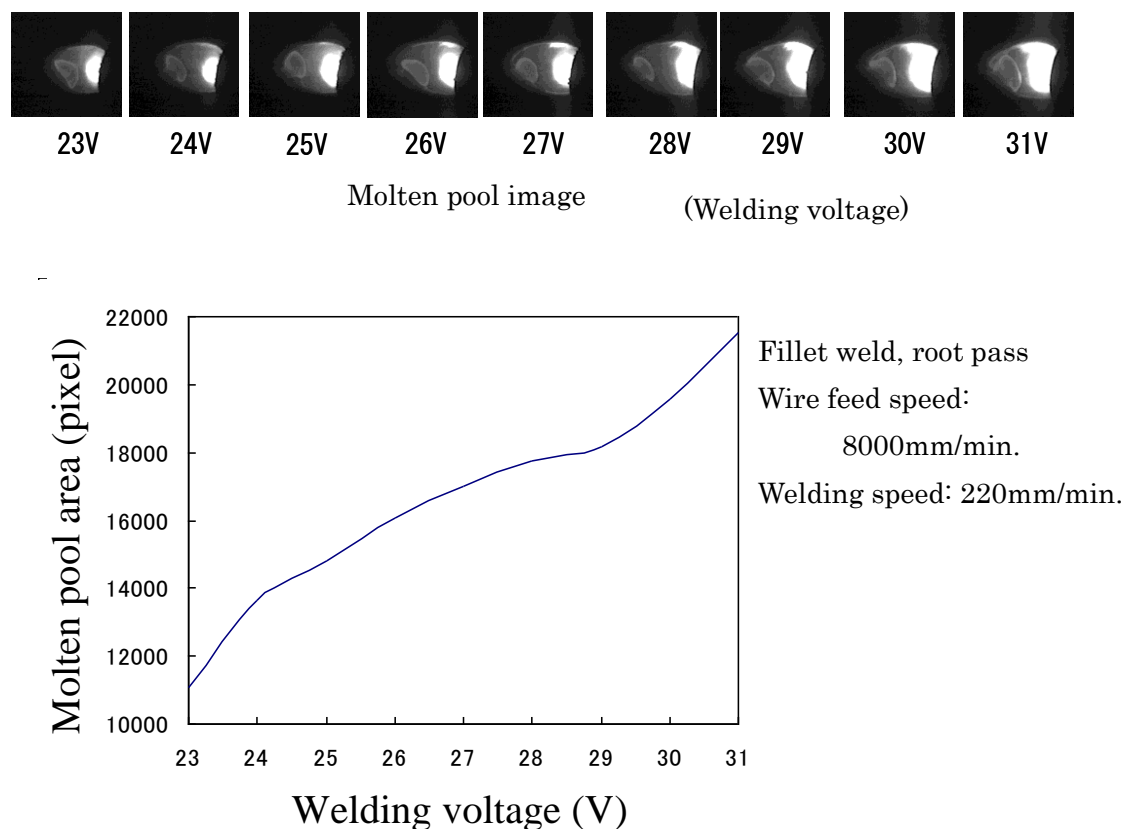 23V 24V 25V 26V 27V 28V 29V 30V 31V
Molten pool image (Welding voltage)
Molten pool area (pixel)
22000
20000
18000
16000
14000
12000
10000
23 24 25 26 27 28 29 30 31
Welding voltage (V)
Fillet weld, root pass
Wire feed speed:
8000mm/min.
Welding speed: 220mm/min.